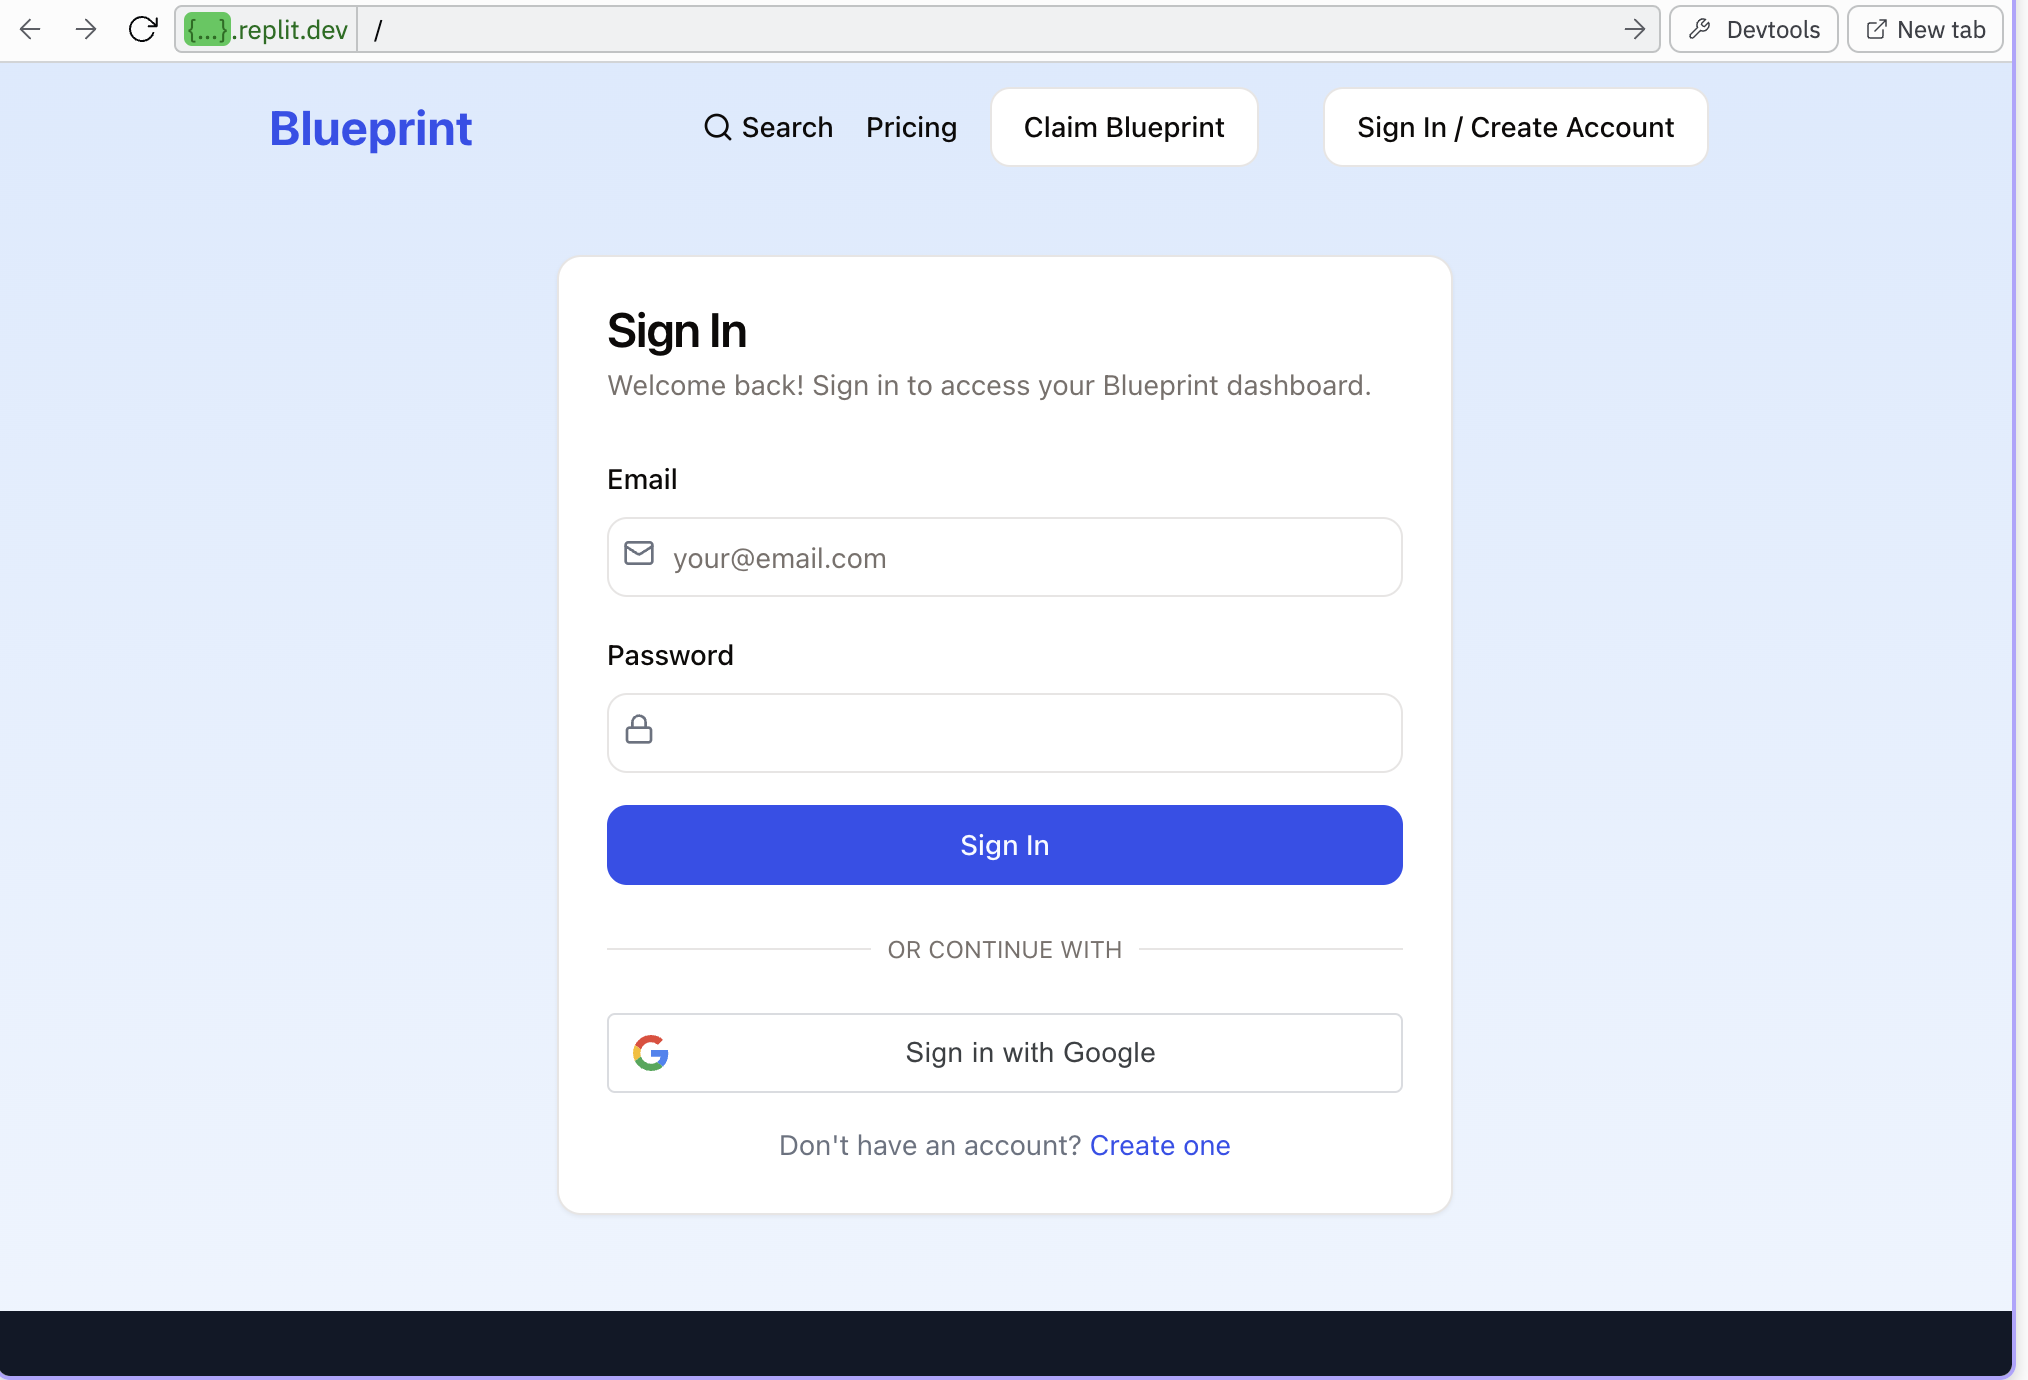 {...}.replit.dev /
Devtools
New tab
Blueprint
Search
Pricing
Claim Blueprint
Sign In / Create Account
Sign In
Welcome back! Sign in to access your Blueprint dashboard.
Email
your@email.com
Password
Sign In
OR CONTINUE WITH
Sign in with Google
Don't have an account? Create one